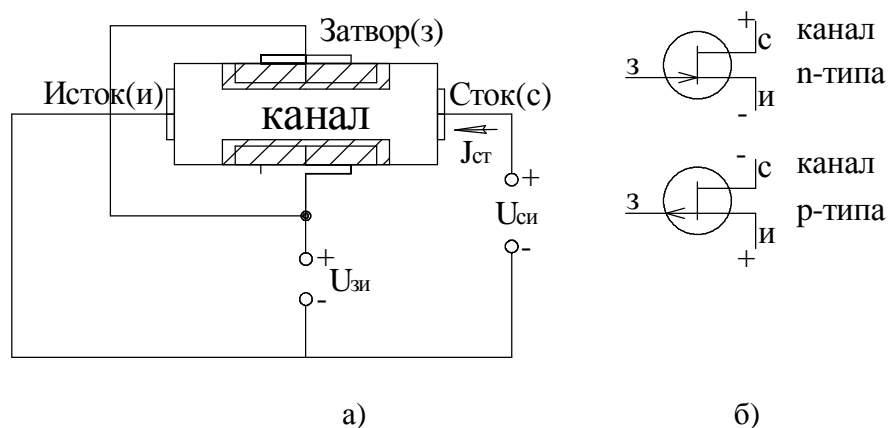 Затвор(з)
Исток(и)
Сток(с)
канал
Jст
+
Uси
-
+
Uзи
-
а)
+
с
канал
з
n-типа
и
-
-
с
канал
з
р-типа
и
+
б)